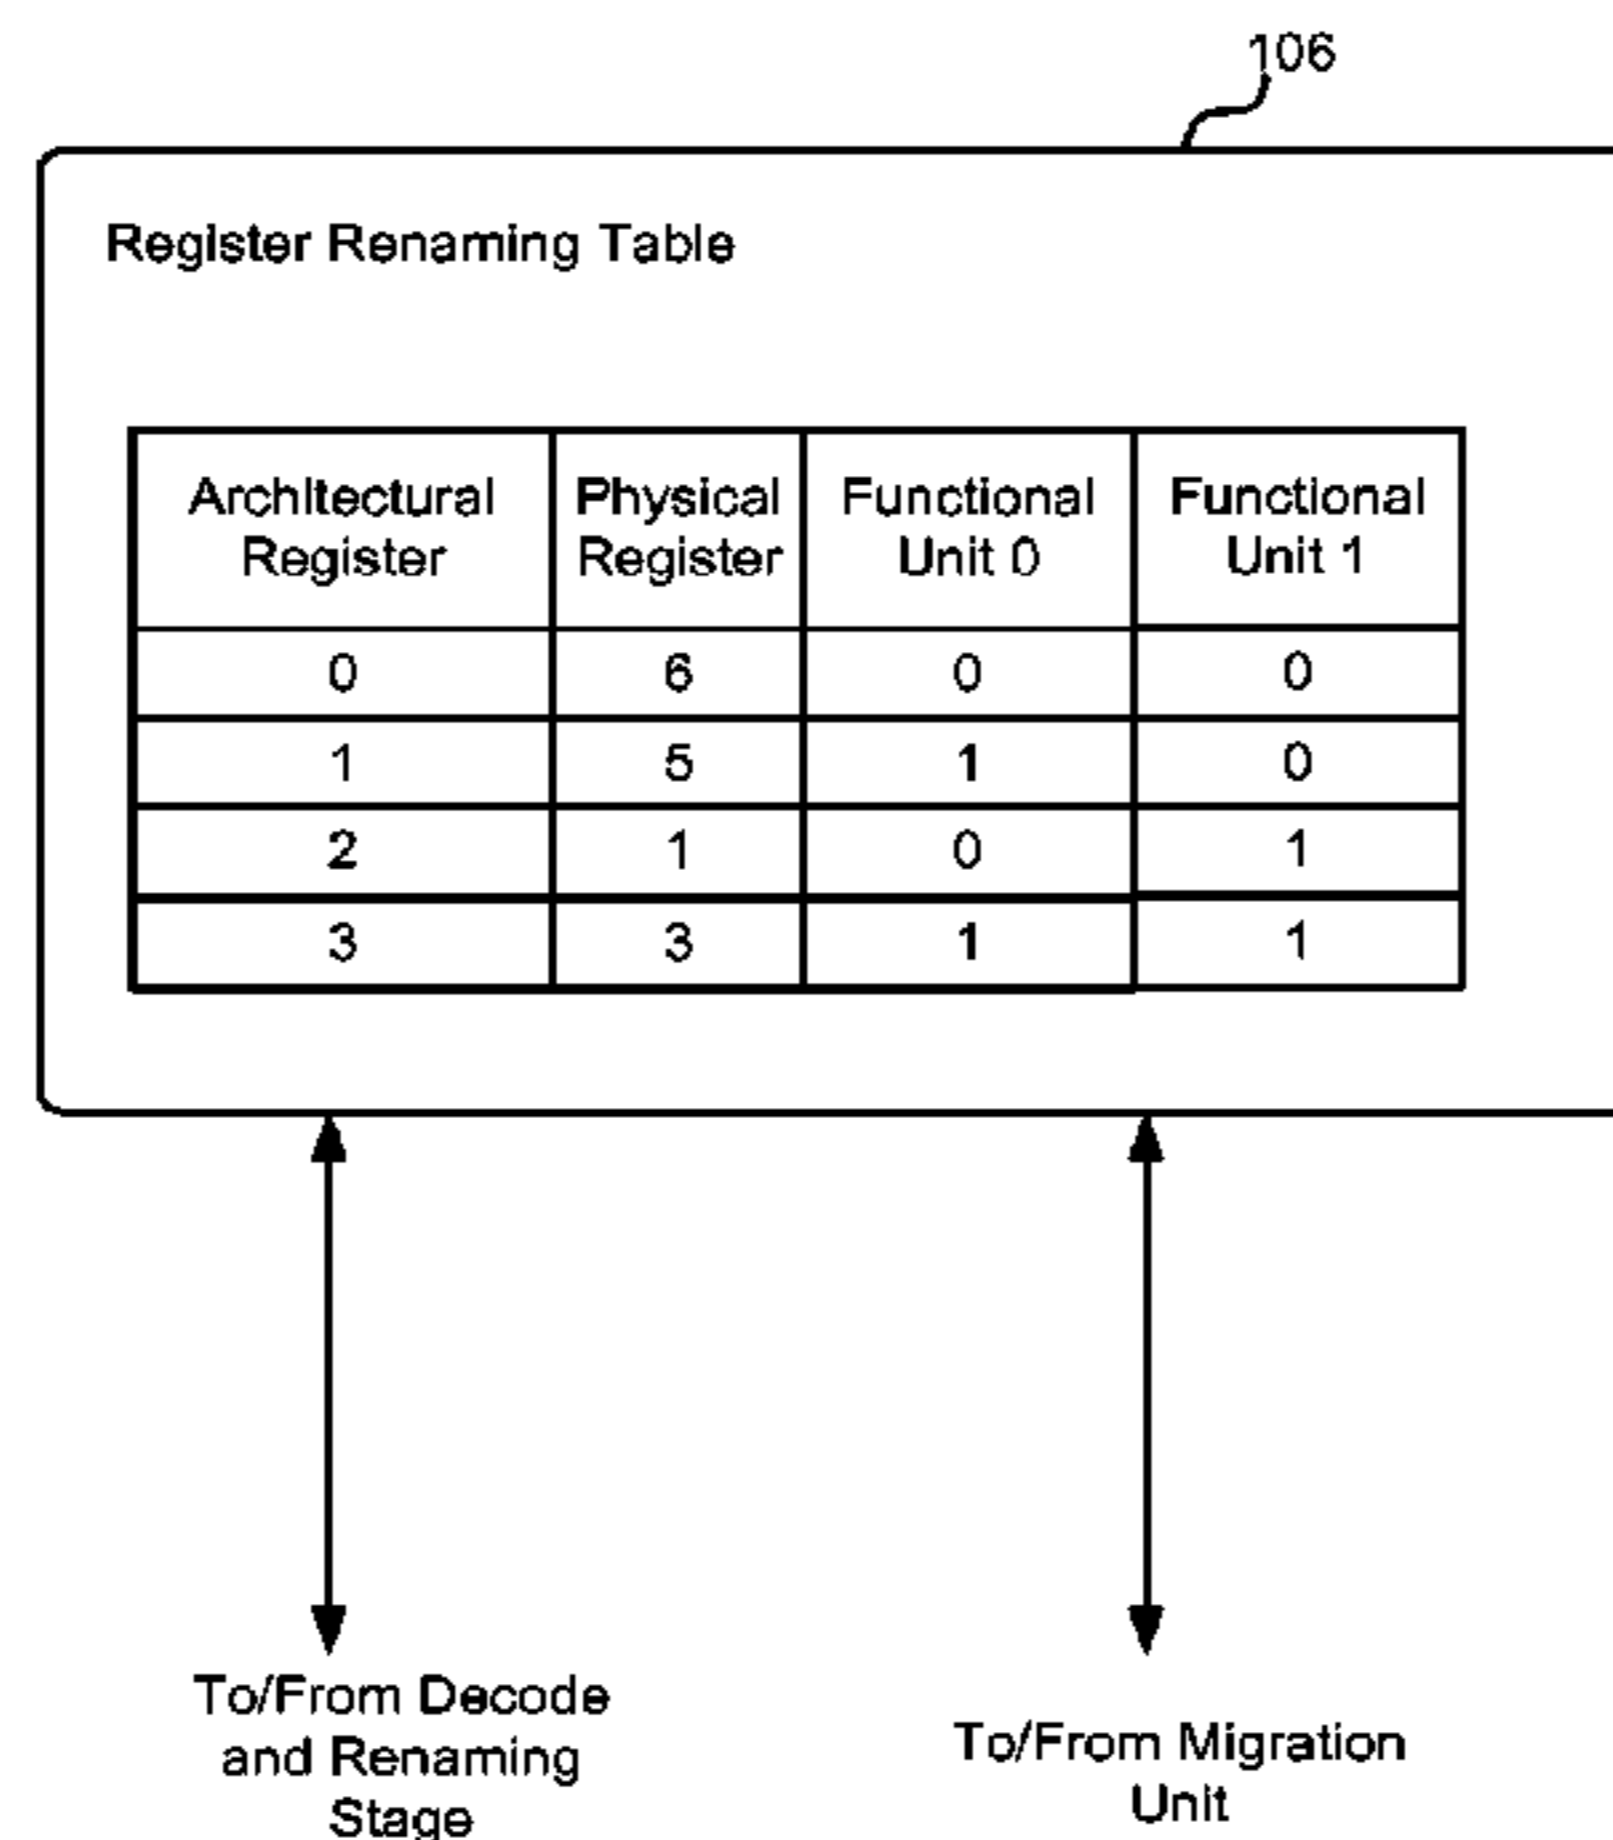 106
Register Renaming Table
Architectural Register Physical Register Functional Unit 0 Functional Unit 1
0 6 0 0
1 5 1 0
2 1 0 1
3 3 1 1
To/From Decode
and Renaming
Stage
To/From Migration
Unit